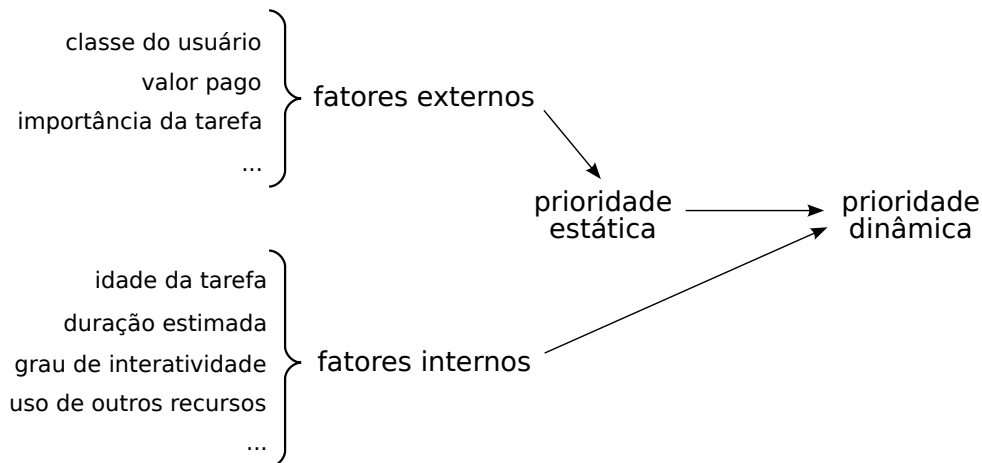 classe do usuário
valor pago
importância da tarefa
...
fatores externos
prioridade
estática
prioridade
dinâmica
idade da tarefa
duração estimada
grau de interatividade
uso de outros recursos
...
fatores internos